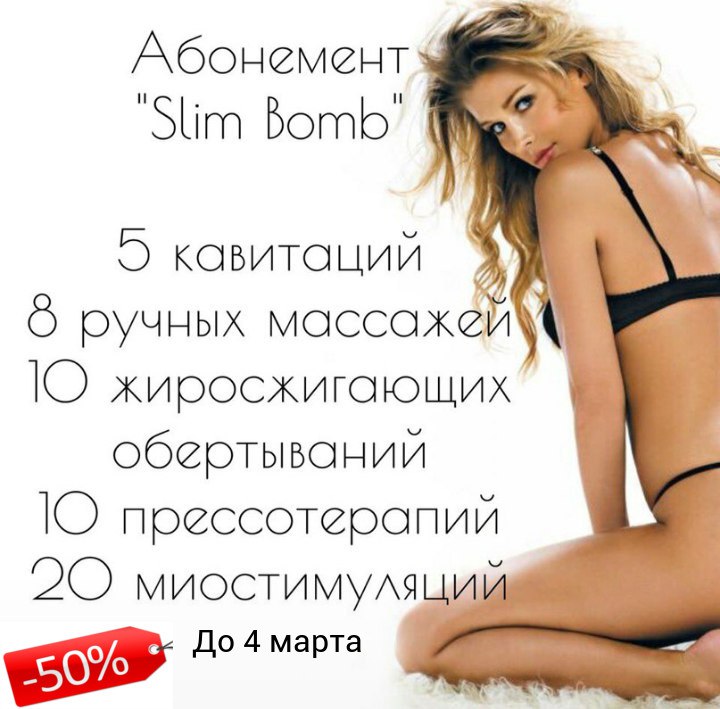 Абонемент
"Slim Bomb"
5 кавитаций
8 ручных массажей
10 жиросжигающих
обертываний
10 прессотерапий
20 миостимуляций
-50%
До 4 марта